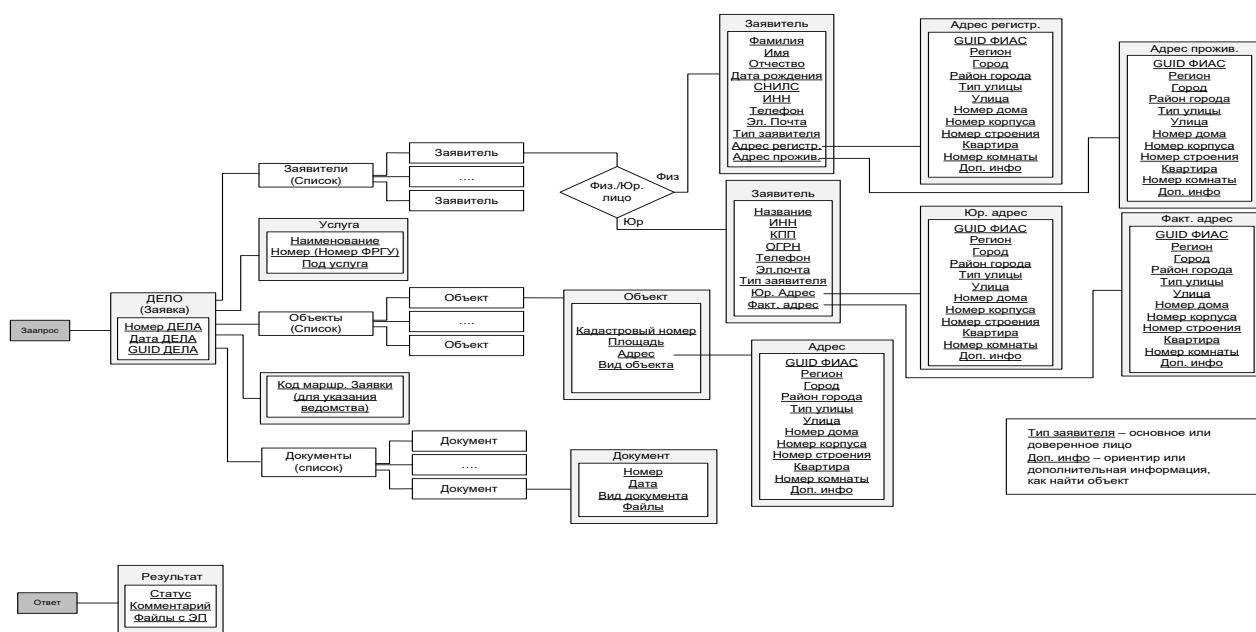 Заапрос
ДЕЛО
(Заявка)
Номер ДЕЛА
Дата ДЕЛА
GUID ДЕЛА
Заявители
(Список)
Заявитель
....
Заявитель
Услуга
Наименование
Номер (Номер ФРГУ)
Под услуга
Объекты
(Список)
Объект
....
Объект
Код маршр. Заявки
(для указания
ведомства)
Документы
(список)
Документ
....
Документ
Физ./Юр.
лицо
Физ
Юр
Заявитель
Фамилия
Имя
Отчество
Дата рождения
СНИЛС
ИНН
Телефон
Эл. Почта
Тип заявителя
Адрес регистр.
Адрес прожив.
Адрес регистр.
GUID ФИАС
Регион
Город
Район города
Тип улицы
Улица
Номер дома
Номер корпуса
Номер строения
Квартира
Номер комнаты
Доп. инфо
Адрес прожив.
GUID ФИАС
Регион
Город
Район города
Тип улицы
Улица
Номер дома
Номер корпуса
Номер строения
Квартира
Номер комнаты
Доп. инфо
Заявитель
Название
ИНН
КПП
ОГРН
Телефон
Эл.почта
Тип заявителя
Юр. Адрес
Факт. адрес
Юр. адрес
GUID ФИАС
Регион
Город
Район города
Тип улицы
Улица
Номер дома
Номер корпуса
Номер строения
Квартира
Номер комнаты
Доп. инфо
Факт. адрес
GUID ФИАС
Регион
Город
Район города
Тип улицы
Улица
Номер дома
Номер корпуса
Номер строения
Квартира
Номер комнаты
Доп. инфо
Объект
Кадастровый номер
Площадь
Адрес
Вид объекта
Адрес
GUID ФИАС
Регион
Город
Район города
Тип улицы
Улица
Номер дома
Номер корпуса
Номер строения
Квартира
Номер комнаты
Доп. инфо
Документ
Номер
Дата
Вид документа
Файлы
Тип заявителя – основное или
доверенное лицо
Доп. инфо – ориентир или
дополнительная информация,
как найти объект
Ответ
Результат
Статус
Комментарий
Файлы с ЭП